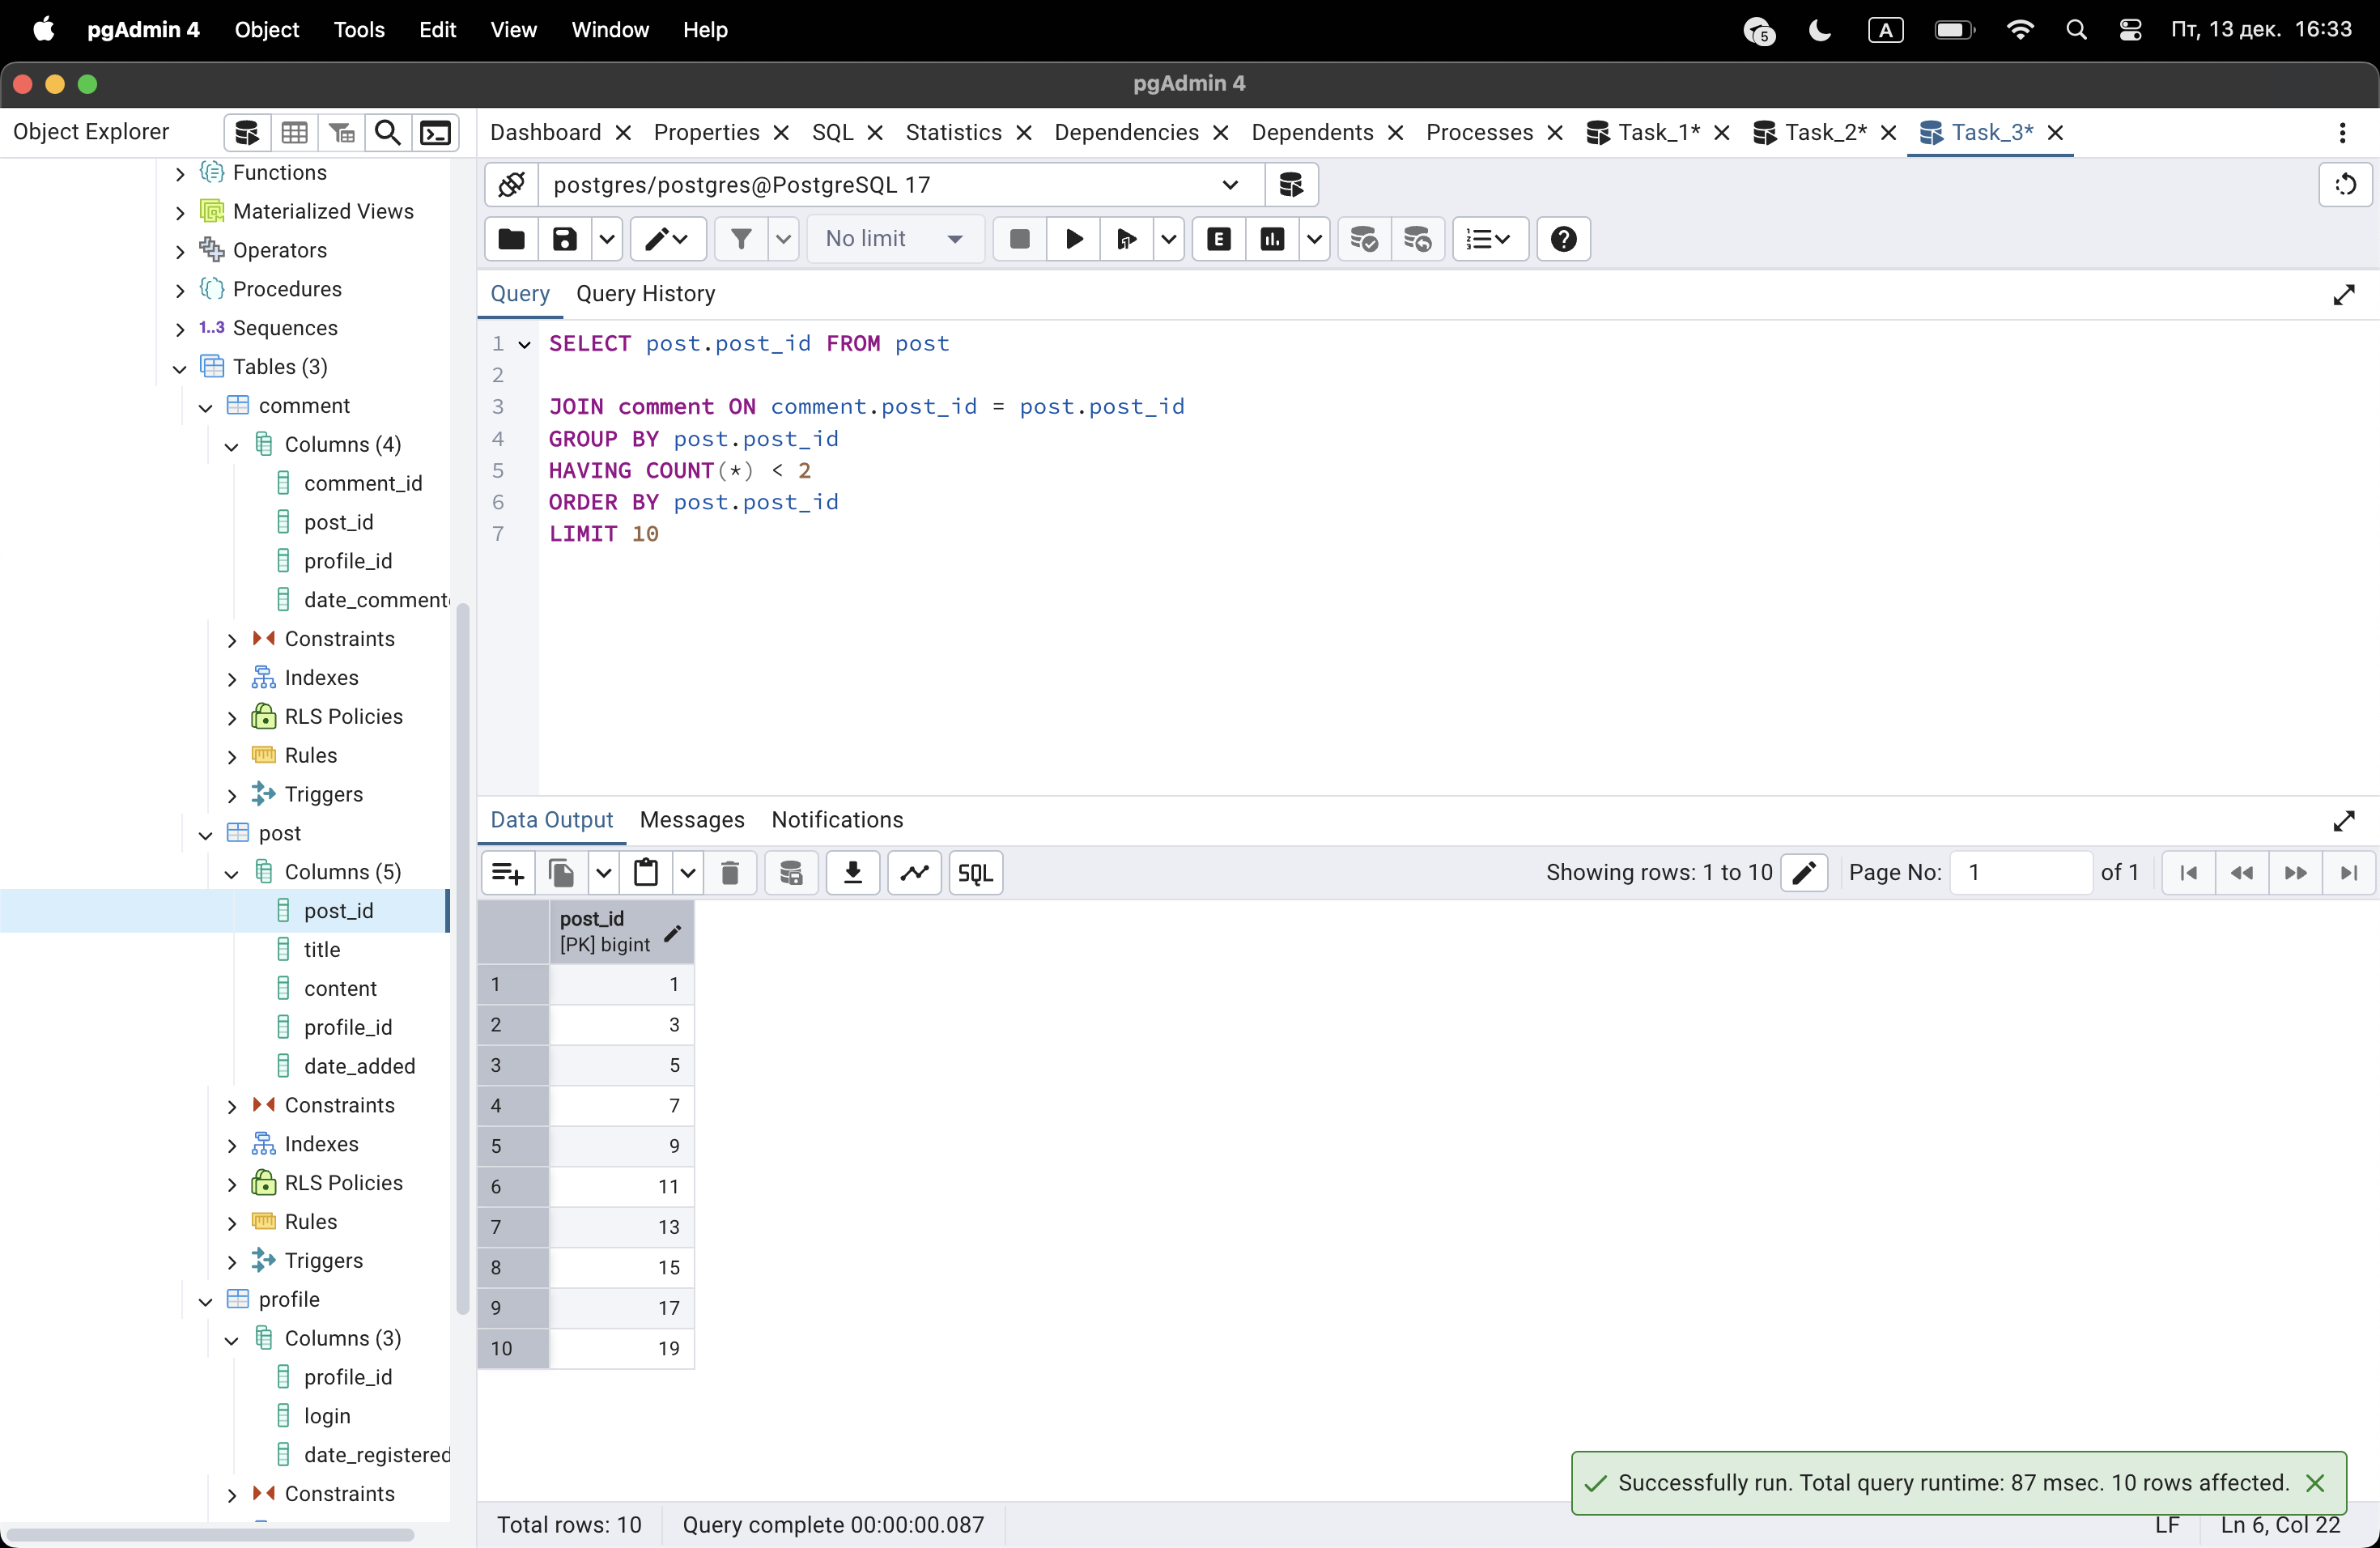 pgAdmin 4 Object Tools Edit View Window Help 5 A Пт, 13 дек. 16:33
pgAdmin 4
Object Explorer
Functions
Materialized Views
Operators
Procedures
1..3 Sequences
Tables (3)
comment
Columns (4)
comment_id
post_id
profile_id
date_comment
Constraints
Indexes
RLS Policies
Rules
Triggers
post
Columns (5)
post_id
title
content
profile_id
date_added
Constraints
Indexes
RLS Policies
Rules
Triggers
profile
Columns (3)
profile_id
login
date_registered
Constraints
Dashboard Properties SQL Statistics Dependencies Dependents Processes Task_1* Task_2* Task_3*
postgres/postgres@PostgreSQL 17
No limit E
Query Query History
1 SELECT post.post_id FROM post
2
3 JOIN comment ON comment.post_id = post.post_id
4 GROUP BY post.post_id
5 HAVING COUNT(*) < 2
6 ORDER BY post.post_id
7 LIMIT 10
Data Output Messages Notifications
SQL Showing rows: 1 to 10 Page No: 1 of 1
post_id
[PK] bigint
1 1
2 3
3 5
4 7
5 9
6 11
7 13
8 15
9 17
10 19
Successfully run. Total query runtime: 87 msec. 10 rows affected.
Total rows: 10 Query complete 00:00:00.087 LF Ln 6, Col 22